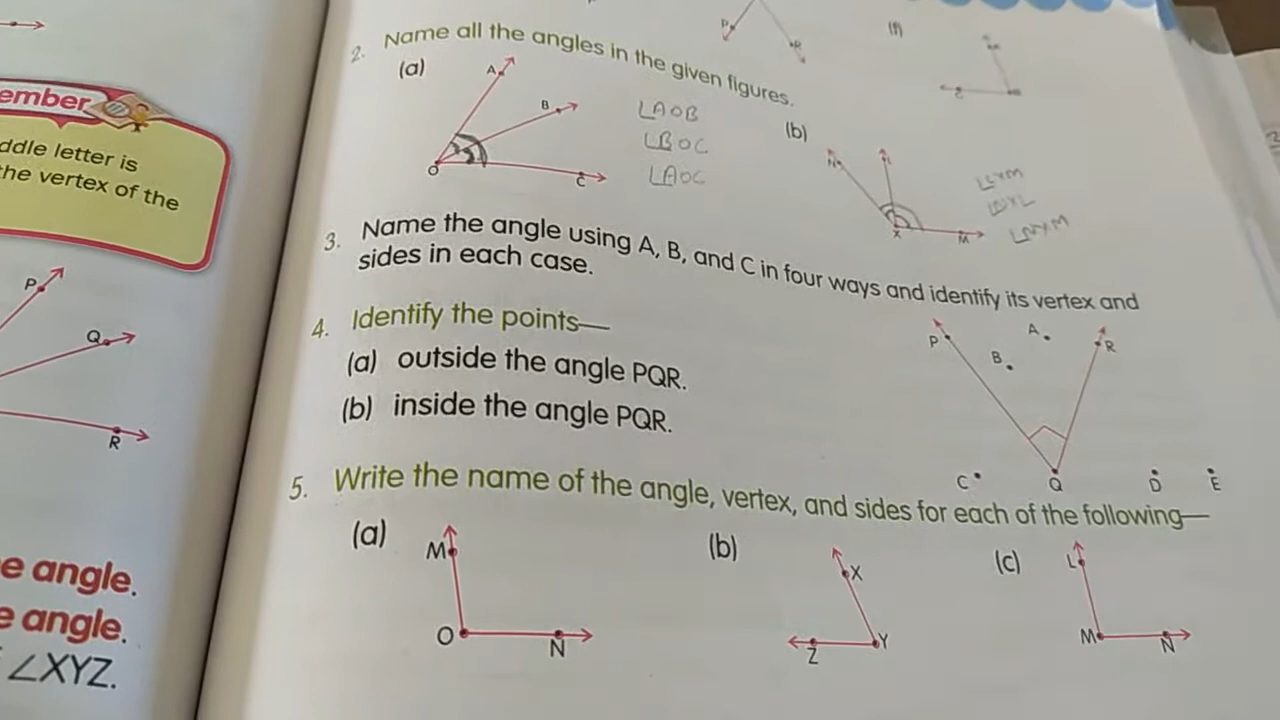 ember
ddle letter is
the vertex of the
P
Q
R
e angle.
e angle.
∠XYZ.
P
R
(f)
2. Name all the angles in the given figures.
(a)
A
B
O
C
∠AOB
∠BOC
∠AOC
(b)
N
L
X
M
3. Name the angle using A, B, and C in four ways and identify its vertex and
sides in each case.
4. Identify the points—
(a) outside the angle PQR.
(b) inside the angle PQR.
P
A
B
R
C
Q
D
E
5. Write the name of the angle, vertex, and sides for each of the following—
(a)
M
O
N
(b)
X
Y
Z
(c)
L
M
N